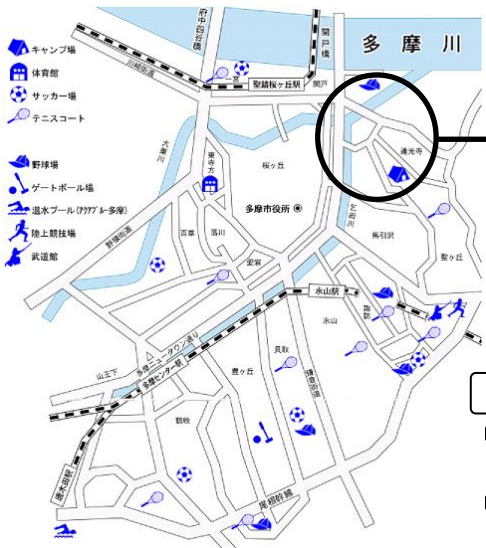 府中四谷橋
関戸橋
多摩川
キャンプ場
体育館
サッカー場
テニスコート
野球場
ゲートボール場
温水プール(アクアブルー多摩)
陸上競技場
武道館
川崎街道
一宮
聖蹟桜ヶ丘駅
関戸
大栗川
東寺方
桜ヶ丘
連光寺
多摩市役所
乞田川
野猿街道
百草
落川
愛宕
馬引沢
聖ヶ丘
永山駅
諏訪
永山
多摩ニュータウン通り
多摩センター駅
山王下
豊ヶ丘
貝取
鎌倉街道
鶴牧
唐木田駅
尾根幹線